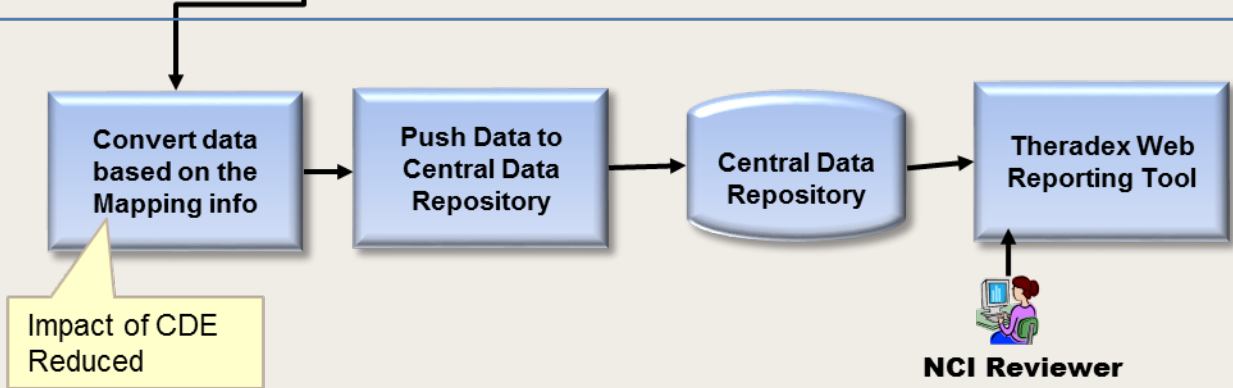 Convert data
based on the
Mapping info
Push Data to
Central Data
Repository
Central Data
Repository
Theradex Web
Reporting Tool
Impact of CDE
Reduced
NCI Reviewer